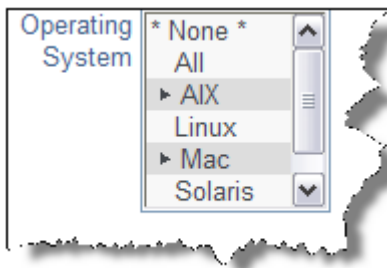 Operating System
* None *
All
AIX
Linux
Mac
Solaris